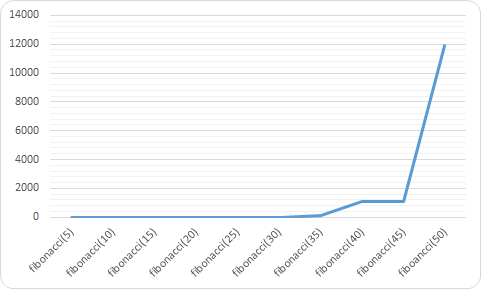 14000
12000
10000
8000
6000
4000
2000
0
fibonacci(5)
fibonacci(10)
fibonacci(15)
fibonacci(20)
fibonacci(25)
fibonacci(30)
fibonacci(35)
fibonacci(40)
fibonacci(45)
fiboancci(50)